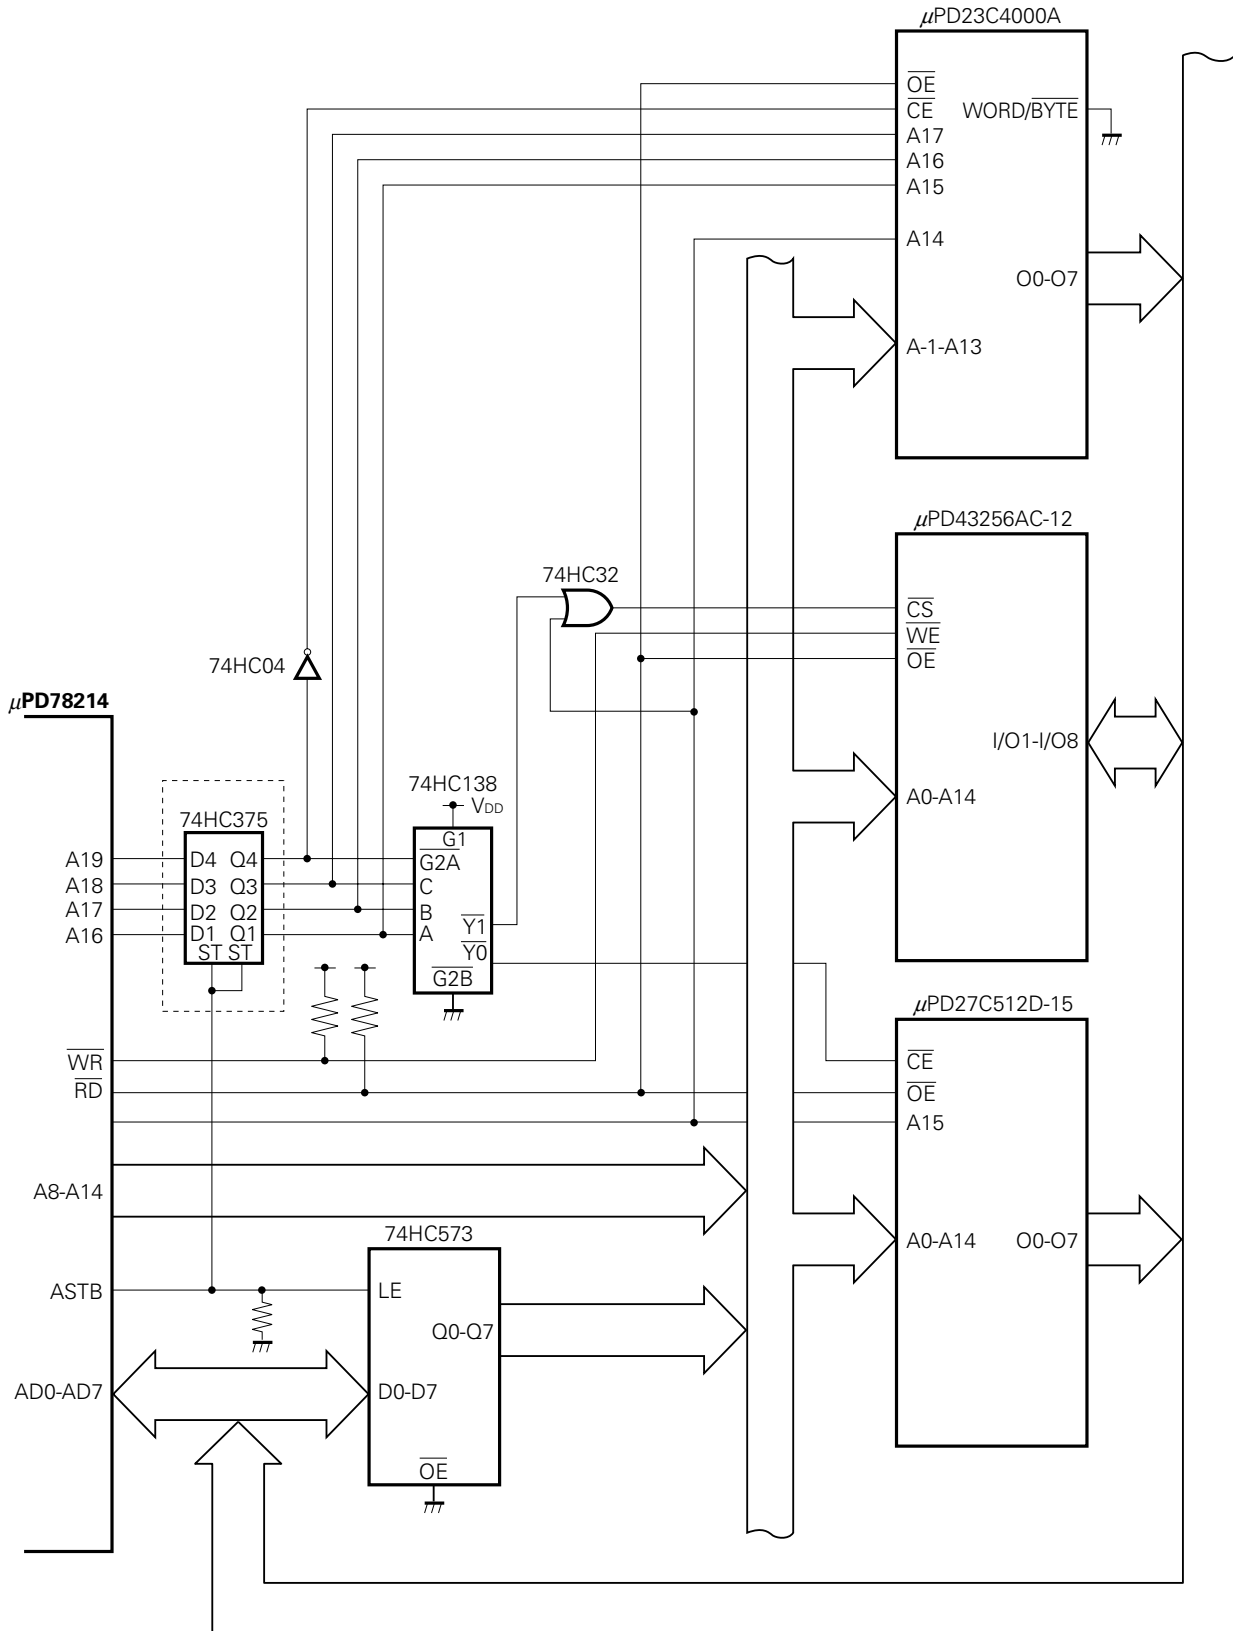 μPD23C4000A
OE
CE
A17
A16
A15
A14
A-1-A13
WORD/BYTE
O0-O7
μPD43256AC-12
CS
WE
OE
I/O1-I/O8
A0-A14
74HC32
74HC04
μPD78214
74HC375
D4 Q4
D3 Q3
D2 Q2
D1 Q1
ST ST
74HC138
VDD
G1
G2A
C
B
A
Y1
Y0
G2B
A19
A18
A17
A16
WR
RD
A8-A14
ASTB
AD0-AD7
74HC573
LE
Q0-Q7
D0-D7
OE
μPD27C512D-15
CE
OE
A15
A0-A14
O0-O7